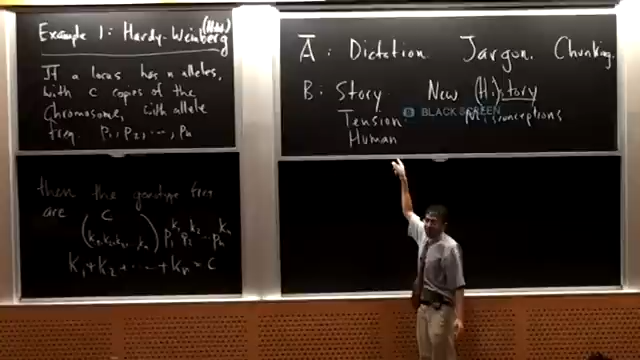 Example 1: Hardy-Weinberg
If a locus has n alleles,
with c copies of the
Chromosome, with allele
freq. p1, p2, ..., pn
then the genotype freq
are
c
(k1, k2, k3, ..., kn) p1^k1 p2^k2 ... pn^kn
k1 + k2 + ... + kn = c
A: Dictation Jargon. Chunking.
B: Story New (Hi)story
Tension Misconceptions
BLACK SCREEN
Human